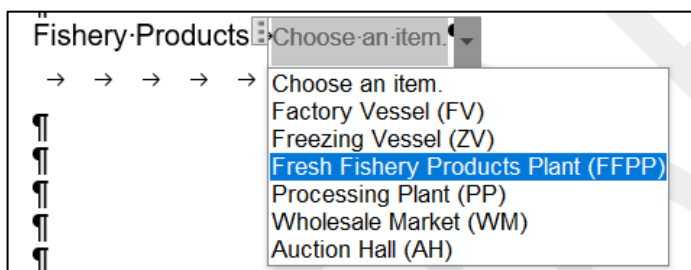 Fishery·Products Choose·an·item.¶
→ → → → →
Choose an item.
Factory Vessel (FV)
¶
Freezing Vessel (ZV)
¶
Fresh Fishery Products Plant (FFPP)
¶
Processing Plant (PP)
¶
Wholesale Market (WM)
¶
Auction Hall (AH)
¶